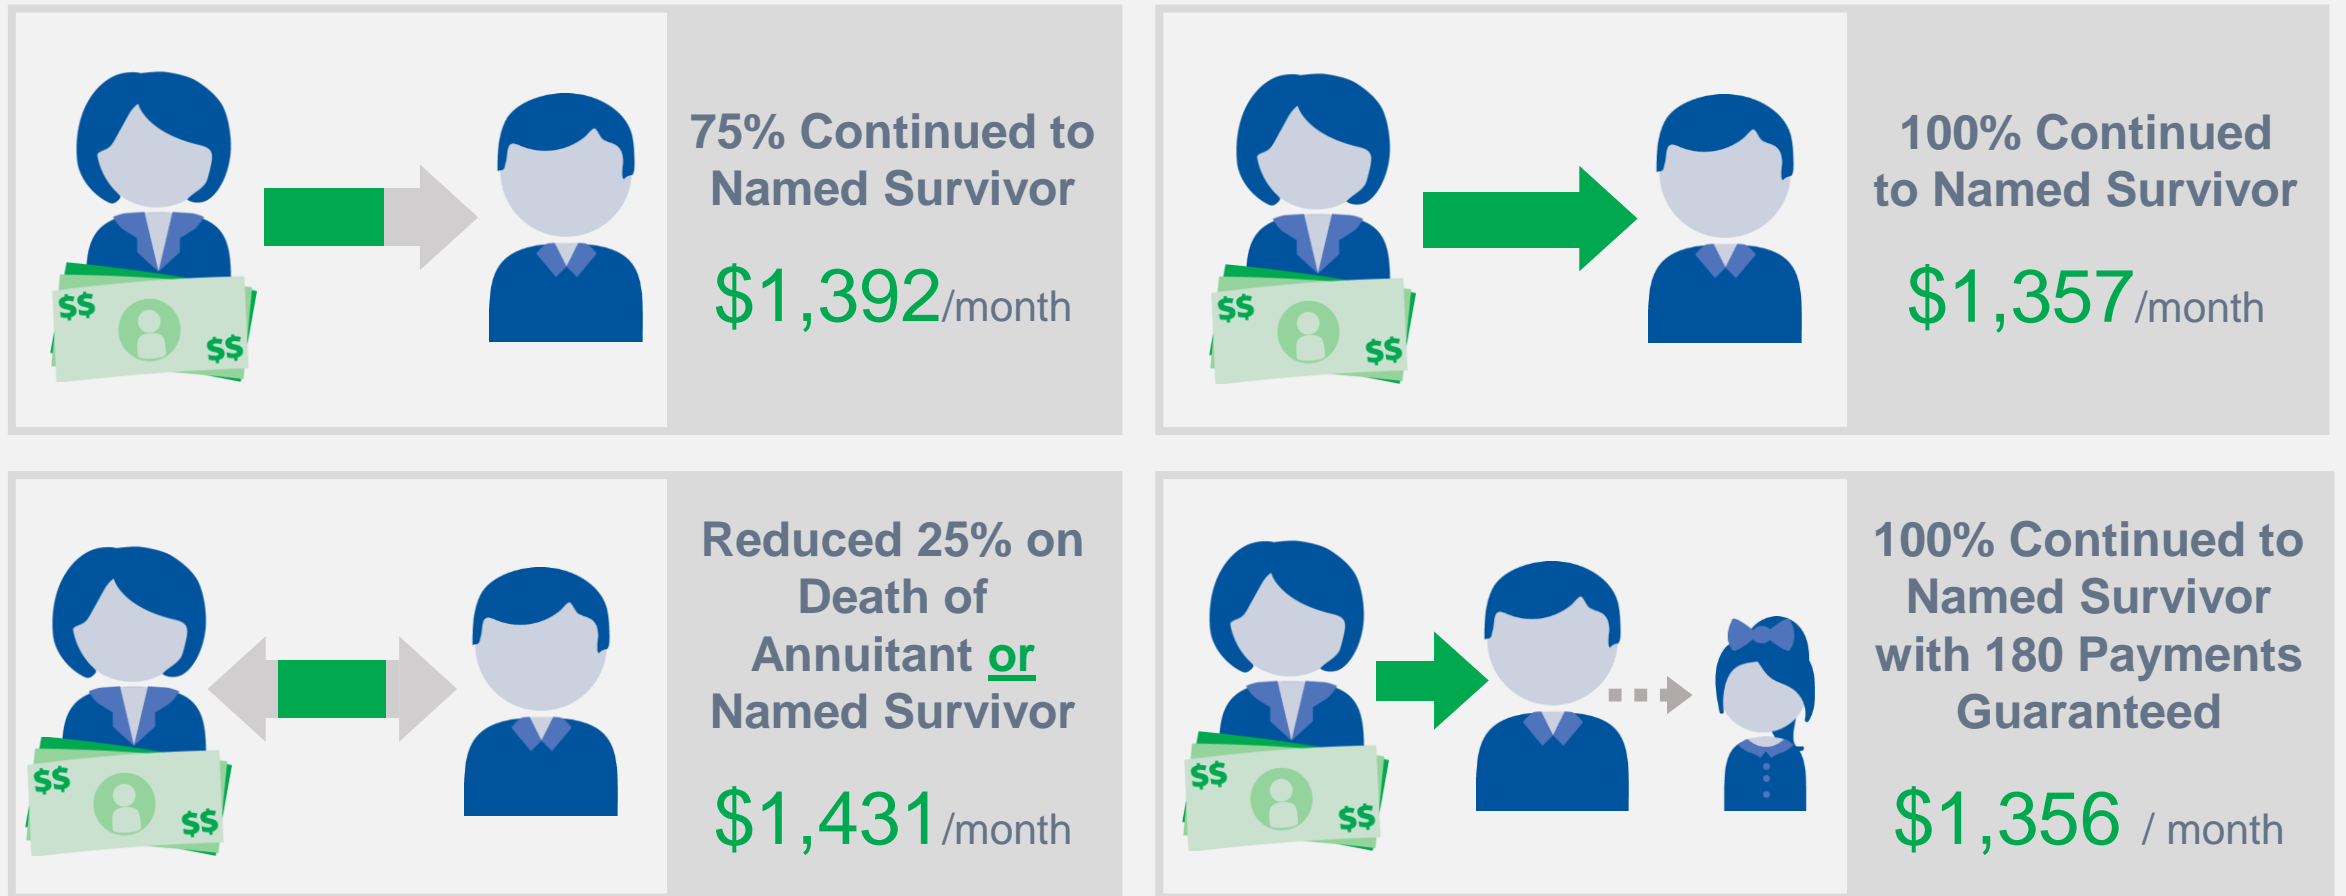 75% Continued to
Named Survivor
$1,392/month
$$
$$
100% Continued
to Named Survivor
$1,357/month
$$
$$
Reduced 25% on
Death of
Annuitant or
Named Survivor
$1,431/month
$$
$$
100% Continued to
Named Survivor
with 180 Payments
Guaranteed
$1,356 / month
$$
$$